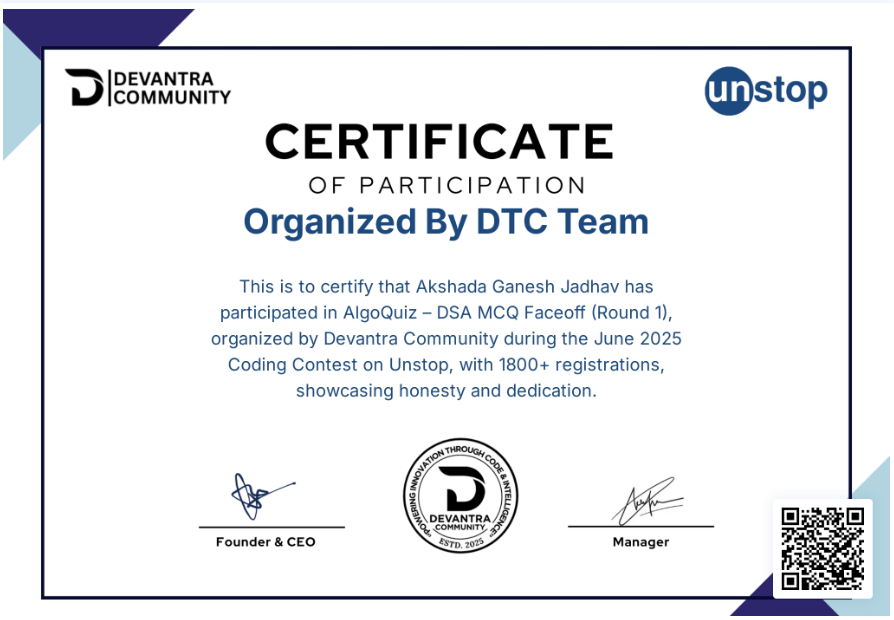 DEVANTRA
COMMUNITY
unstop
CERTIFICATE
OF PARTICIPATION
Organized By DTC Team
This is to certify that Akshada Ganesh Jadhav has
participated in AlgoQuiz – DSA MCQ Faceoff (Round 1),
organized by Devantra Community during the June 2025
Coding Contest on Unstop, with 1800+ registrations,
showcasing honesty and dedication.
"POWERING INNOVATION THROUGH CODE & INTELLIGENCE"
DEVANTRA
COMMUNITY
ESTD. 2025
Founder & CEO
Manager